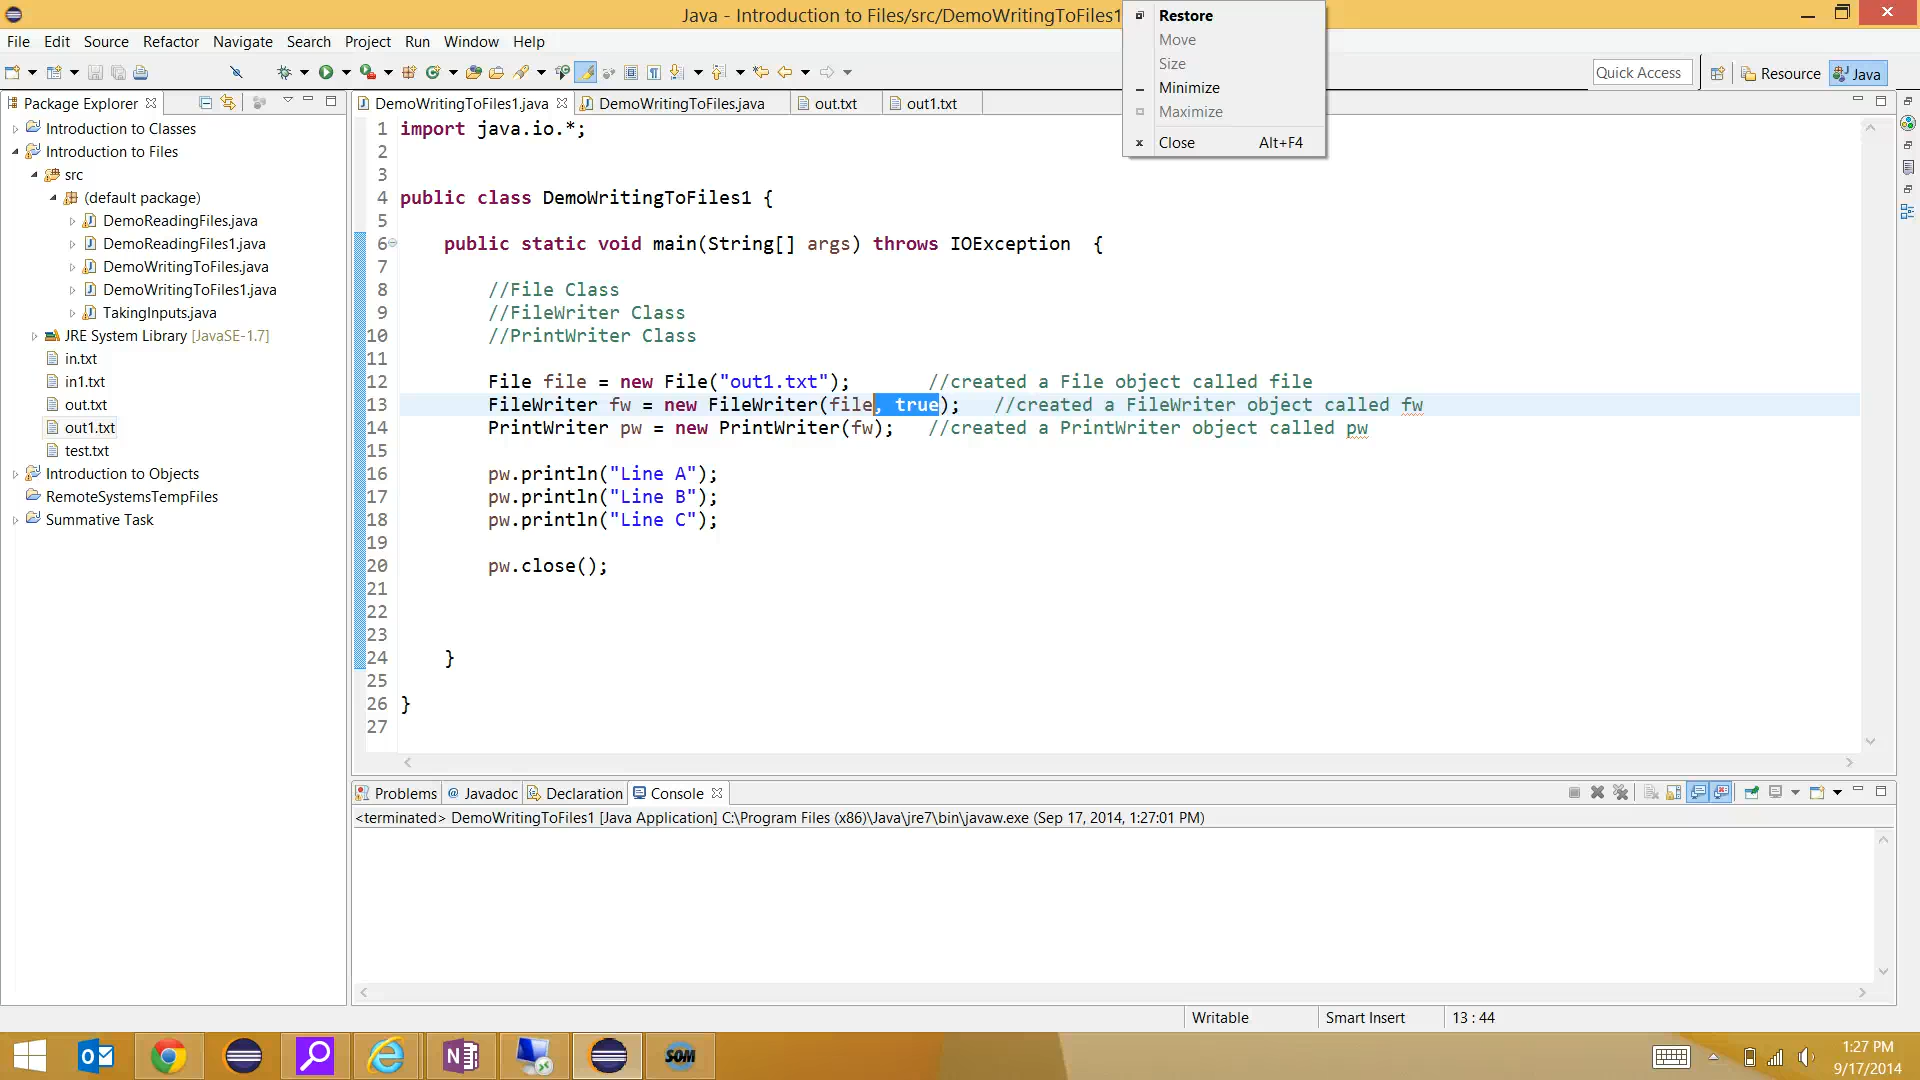 Java - Introduction to Files/src/DemoWritingToFiles1
Restore
Move
Size
Minimize
Maximize
Close Alt+F4
File Edit Source Refactor Navigate Search Project Run Window Help
Quick Access Resource Java
Package Explorer
DemoWritingToFiles1.java DemoWritingToFiles.java out.txt out1.txt
Introduction to Classes
Introduction to Files
src
(default package)
DemoReadingFiles.java
DemoReadingFiles1.java
DemoWritingToFiles.java
DemoWritingToFiles1.java
TakingInputs.java
JRE System Library [JavaSE-1.7]
in.txt
in1.txt
out.txt
out1.txt
test.txt
Introduction to Objects
RemoteSystemsTempFiles
Summative Task
1 import java.io.*;
2
3
4 public class DemoWritingToFiles1 {
5
6 public static void main(String[] args) throws IOException {
7
8 //File Class
9 //FileWriter Class
10 //PrintWriter Class
11
12 File file = new File("out1.txt"); //created a File object called file
13 FileWriter fw = new FileWriter(file, true); //created a FileWriter object called fw
14 PrintWriter pw = new PrintWriter(fw); //created a PrintWriter object called pw
15
16 pw.println("Line A");
17 pw.println("Line B");
18 pw.println("Line C");
19
20 pw.close();
21
22
23
24 }
25
26 }
27
Problems @ Javadoc Declaration Console
<terminated> DemoWritingToFiles1 [Java Application] C:\Program Files (x86)\Java\jre7\bin\javaw.exe (Sep 17, 2014, 1:27:01 PM)
Writable Smart Insert 13 : 44
SOM
1:27 PM
9/17/2014